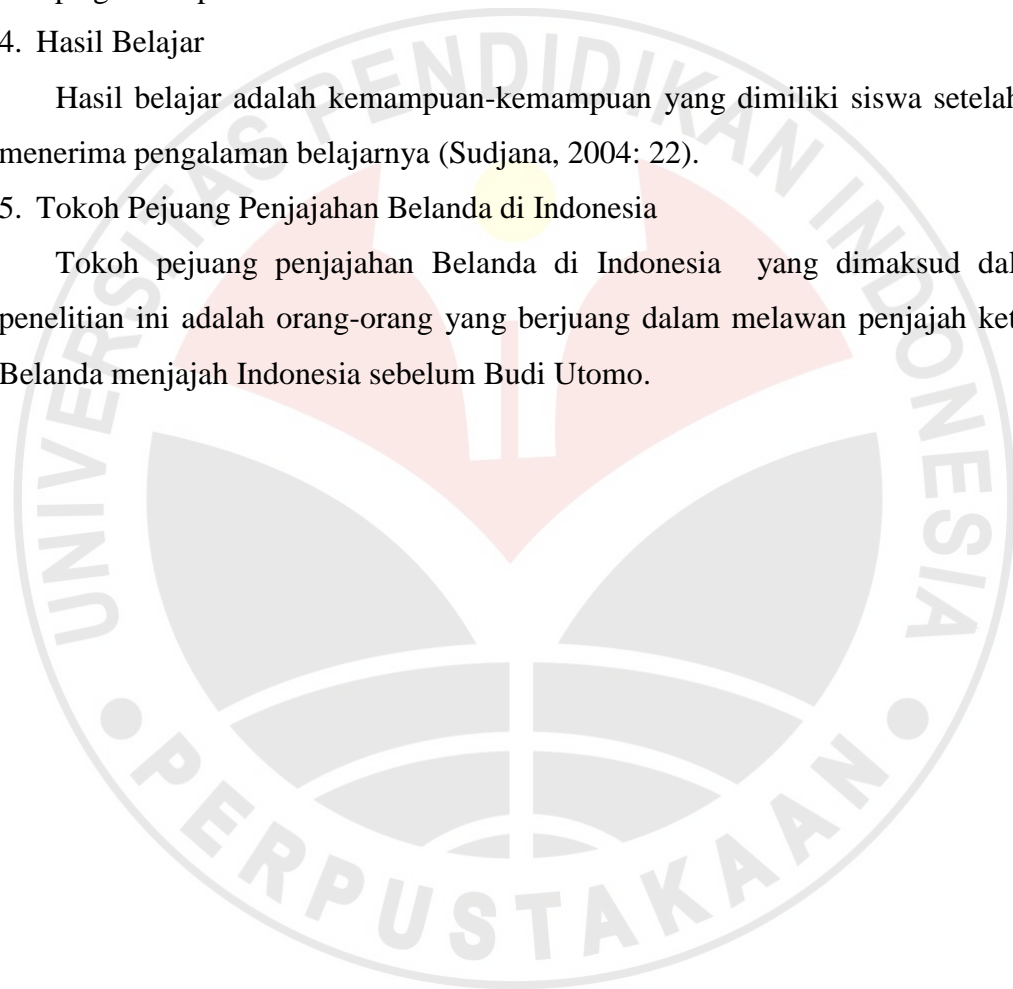 4. Hasil Belajar
Hasil belajar adalah kemampuan-kemampuan yang dimiliki siswa setelah
menerima pengalaman belajarnya (Sudjana, 2004: 22).
5. Tokoh Pejuang Penjajahan Belanda di Indonesia
Tokoh pejuang penjajahan Belanda di Indonesia yang dimaksud dal
penelitian ini adalah orang-orang yang berjuang dalam melawan penjajah ket
Belanda menjajah Indonesia sebelum Budi Utomo.
UNIVERSITAS PENDIDIKAN INDONESIA
PERPUSTAKAAN